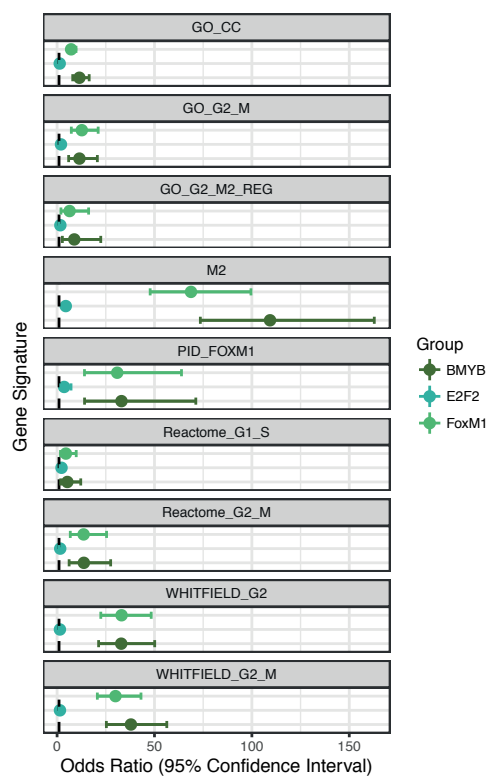 GO_CC
GO_G2_M
GO_G2_M2_REG
M2
PID_FOXM1
Reactome_G1_S
Reactome_G2_M
WHITFIELD_G2
WHITFIELD_G2_M
Gene Signature
Group
BMYB
E2F2
FoxM1
0 50 100 150
Odds Ratio (95% Confidence Interval)